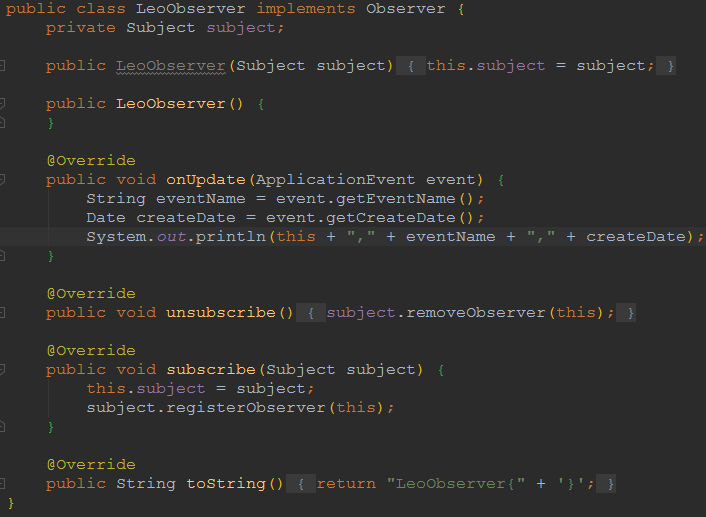 public class LeoObserver implements Observer {
    private Subject subject;
    public LeoObserver(Subject subject) { this.subject = subject; }
    public LeoObserver() {
    }
    @Override
    public void onUpdate(ApplicationEvent event) {
        String eventName = event.getEventName();
        Date createDate = event.getCreateDate();
        System.out.println(this + "," + eventName + "," + createDate);
    }
    @Override
    public void unsubscribe() { subject.removeObserver(this); }
    @Override
    public void subscribe(Subject subject) {
        this.subject = subject;
        subject.registerObserver(this);
    }
    @Override
    public String toString() { return "LeoObserver{" + '}'; }
}